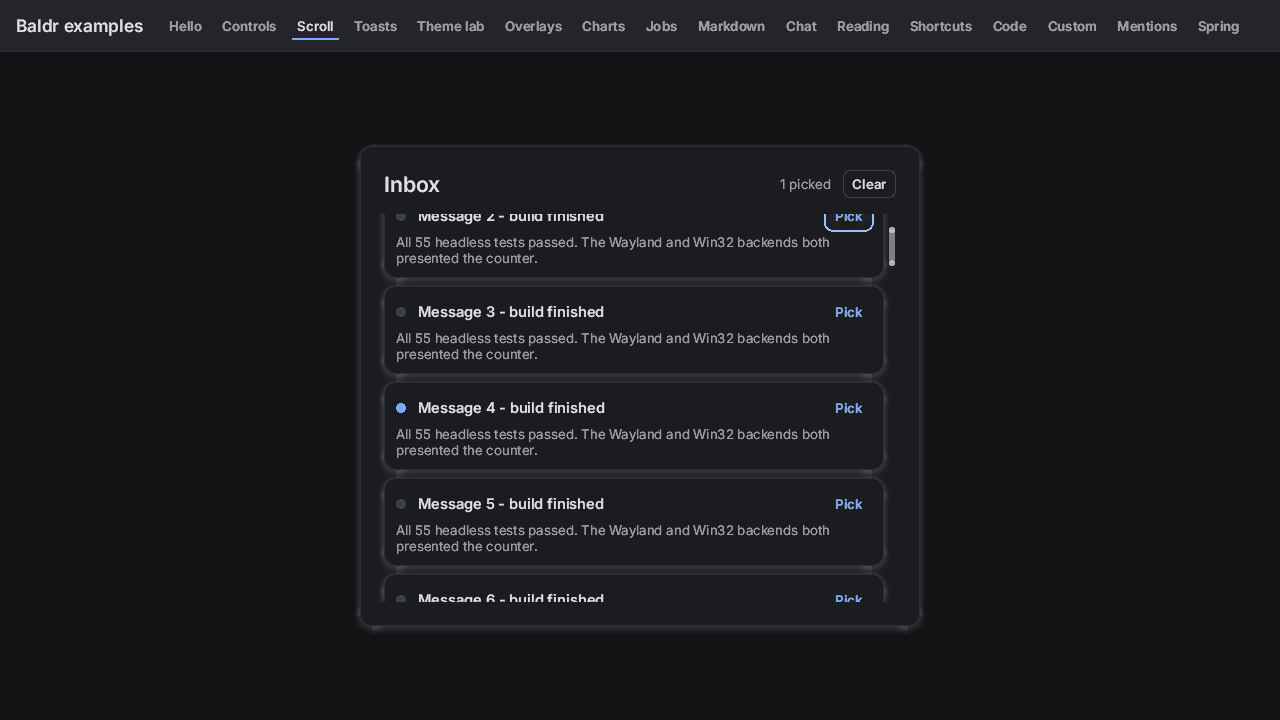 Baldr examples Hello Controls Scroll Toasts Theme lab Overlays Charts Jobs Markdown Chat Reading Shortcuts Code Custom Mentions Spring
Inbox 1 picked Clear
Message 2 - build finished Pick
All 55 headless tests passed. The Wayland and Win32 backends both
presented the counter.
Message 3 - build finished Pick
All 55 headless tests passed. The Wayland and Win32 backends both
presented the counter.
Message 4 - build finished Pick
All 55 headless tests passed. The Wayland and Win32 backends both
presented the counter.
Message 5 - build finished Pick
All 55 headless tests passed. The Wayland and Win32 backends both
presented the counter.
Message 6 - build finished Pick